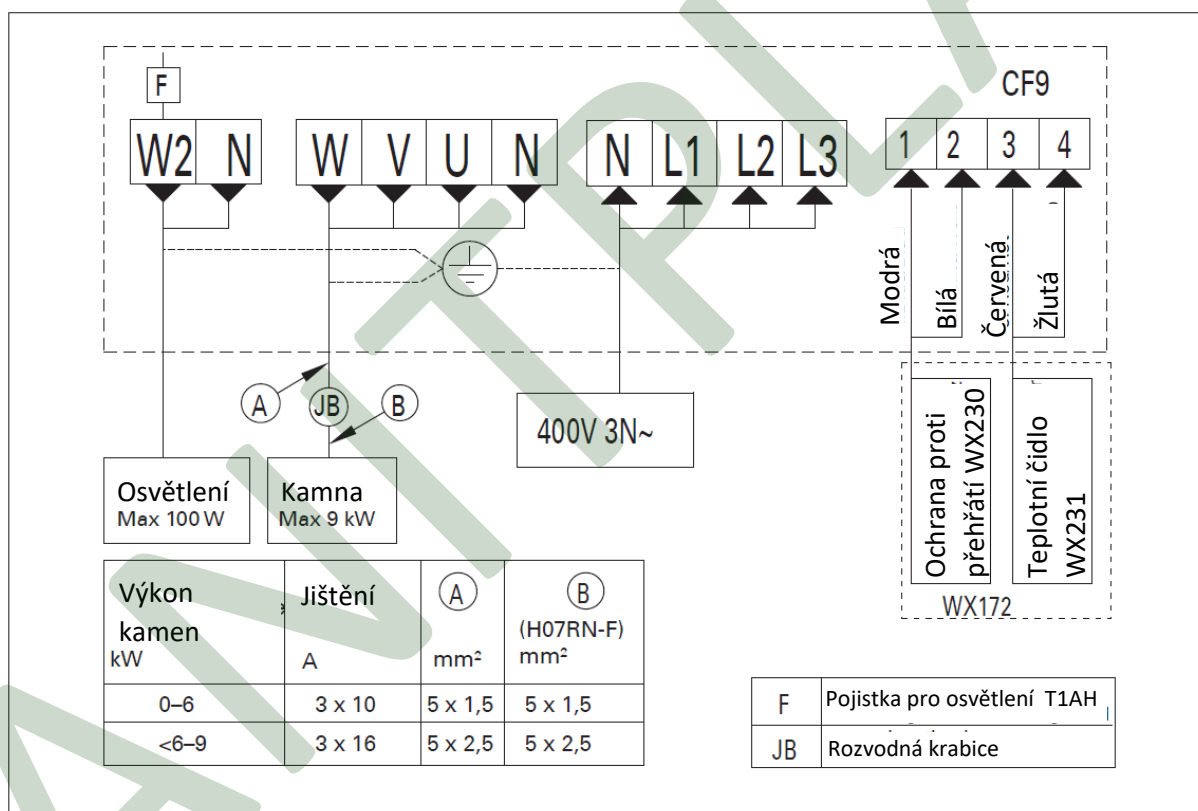 F
CF9
W2 N
W V U N
N L1 L2 L3
1 2 3 4
Modrá
Bílá
Červená
Žlutá
A
JB
B
400V 3N~
Osvětlení
Max 100 W
Kamna
Max 9 kW
Ochrana proti
přehřátí WX230
Teplotní čidlo
WX231
WX172
Výkon
kamen
kW
Jištění
A
A
mm²
B
(H07RN-F)
mm²
0–6 3 x 10 5 x 1,5 5 x 1,5
<6–9 3 x 16 5 x 2,5 5 x 2,5
F Pojistka pro osvětlení T1AH
JB Rozvodná krabice